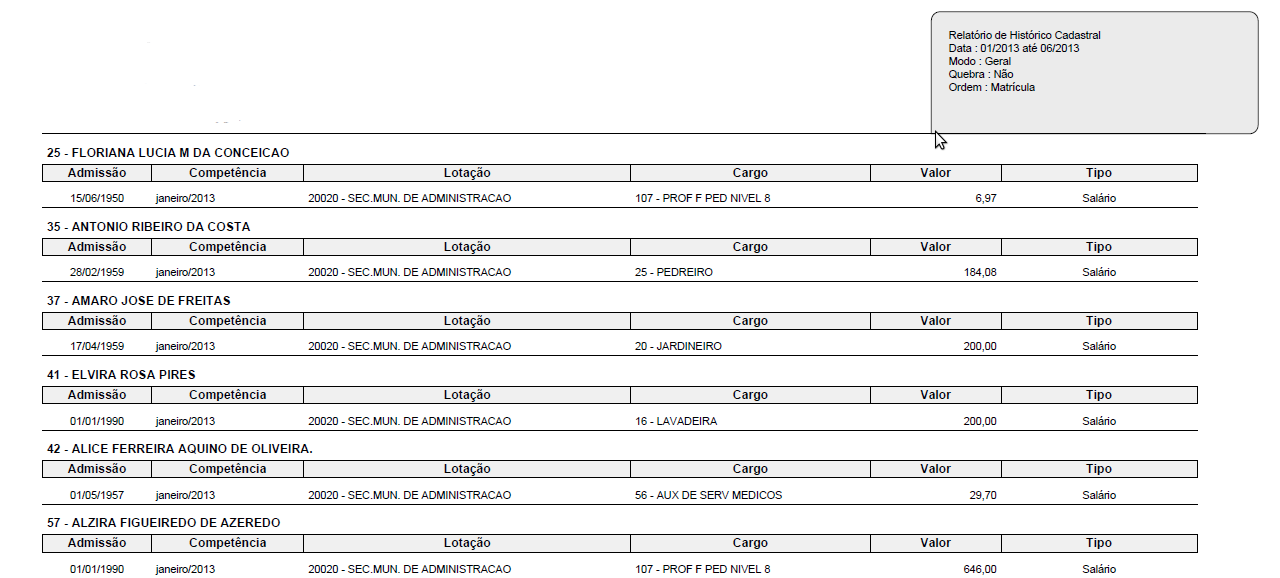 Relatório de Histórico Cadastral
Data : 01/2013 até 06/2013
Modo : Geral
Quebra : Não
Ordem : Matrícula
25 - FLORIANA LUCIA M DA CONCEICAO
Admissão Competência Lotação Cargo Valor Tipo
15/06/1950 janeiro/2013 20020 - SEC.MUN. DE ADMINISTRACAO 107 - PROF F PED NIVEL 8 6,97 Salário
35 - ANTONIO RIBEIRO DA COSTA
Admissão Competência Lotação Cargo Valor Tipo
28/02/1959 janeiro/2013 20020 - SEC.MUN. DE ADMINISTRACAO 25 - PEDREIRO 184,08 Salário
37 - AMARO JOSE DE FREITAS
Admissão Competência Lotação Cargo Valor Tipo
17/04/1959 janeiro/2013 20020 - SEC.MUN. DE ADMINISTRACAO 20 - JARDINEIRO 200,00 Salário
41 - ELVIRA ROSA PIRES
Admissão Competência Lotação Cargo Valor Tipo
01/01/1990 janeiro/2013 20020 - SEC.MUN. DE ADMINISTRACAO 16 - LAVADEIRA 200,00 Salário
42 - ALICE FERREIRA AQUINO DE OLIVEIRA.
Admissão Competência Lotação Cargo Valor Tipo
01/05/1957 janeiro/2013 20020 - SEC.MUN. DE ADMINISTRACAO 56 - AUX DE SERV MEDICOS 29,70 Salário
57 - ALZIRA FIGUEIREDO DE AZEREDO
Admissão Competência Lotação Cargo Valor Tipo
01/01/1990 janeiro/2013 20020 - SEC.MUN. DE ADMINISTRACAO 107 - PROF F PED NIVEL 8 646,00 Salário